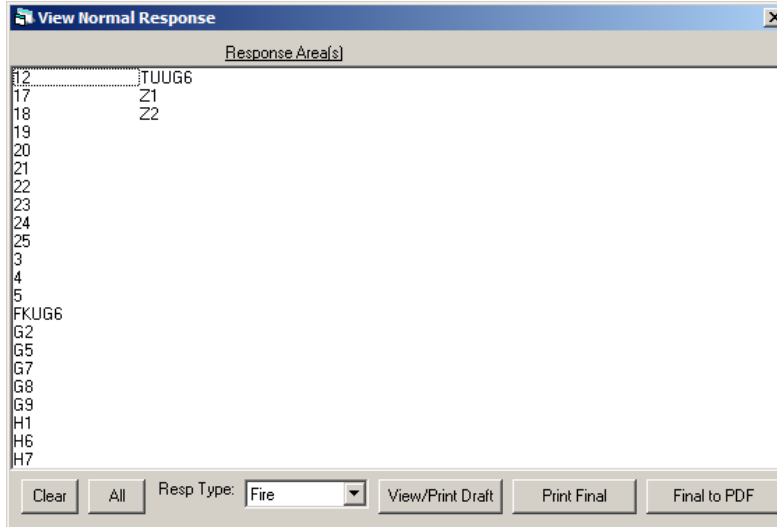 View Normal Response
Response Area(s)
12 TUUG6
17 Z1
18 Z2
19
20
21
22
23
24
25
3
4
5
FKUG6
G2
G5
G7
G8
G9
H1
H6
H7
Clear All Resp Type: Fire View/Print Draft Print Final Final to PDF